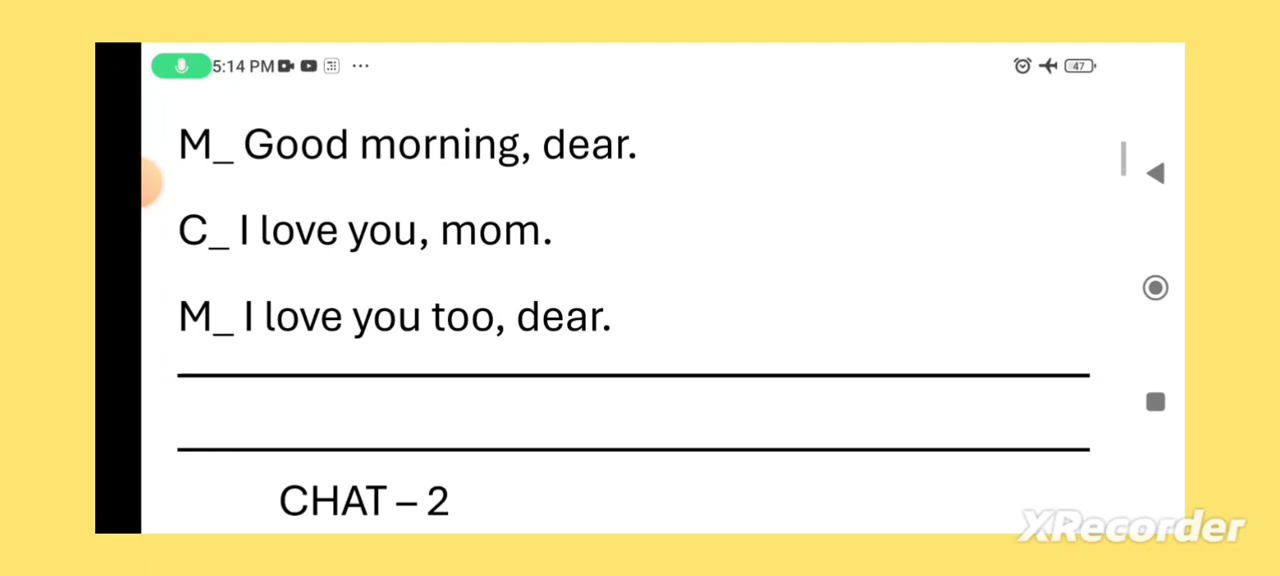 5:14 PM ... 47
M_ Good morning, dear.
C_ I love you, mom.
M_ I love you too, dear.
CHAT – 2
XRecorder